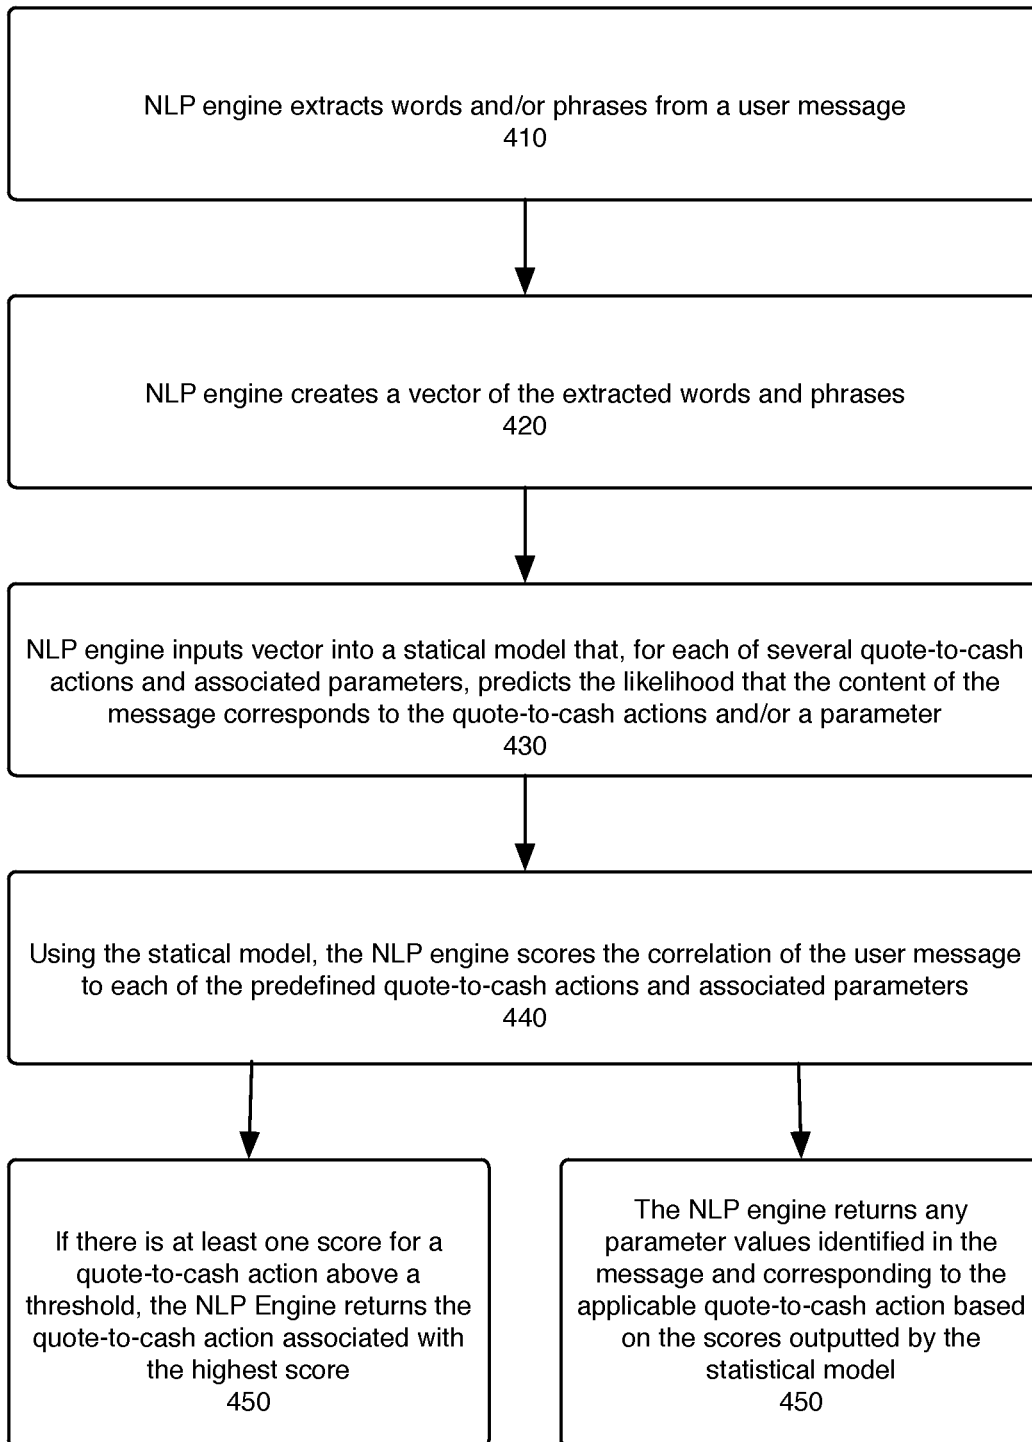 NLP engine extracts words and/or phrases from a user message
410
NLP engine creates a vector of the extracted words and phrases
420
NLP engine inputs vector into a statical model that, for each of several quote-to-cash
actions and associated parameters, predicts the likelihood that the content of the
message corresponds to the quote-to-cash actions and/or a parameter
430
Using the statical model, the NLP engine scores the correlation of the user message
to each of the predefined quote-to-cash actions and associated parameters
440
If there is at least one score for a
quote-to-cash action above a
threshold, the NLP Engine returns the
quote-to-cash action associated with
the highest score
450
The NLP engine returns any
parameter values identified in the
message and corresponding to the
applicable quote-to-cash action based
on the scores outputted by the
statistical model
450